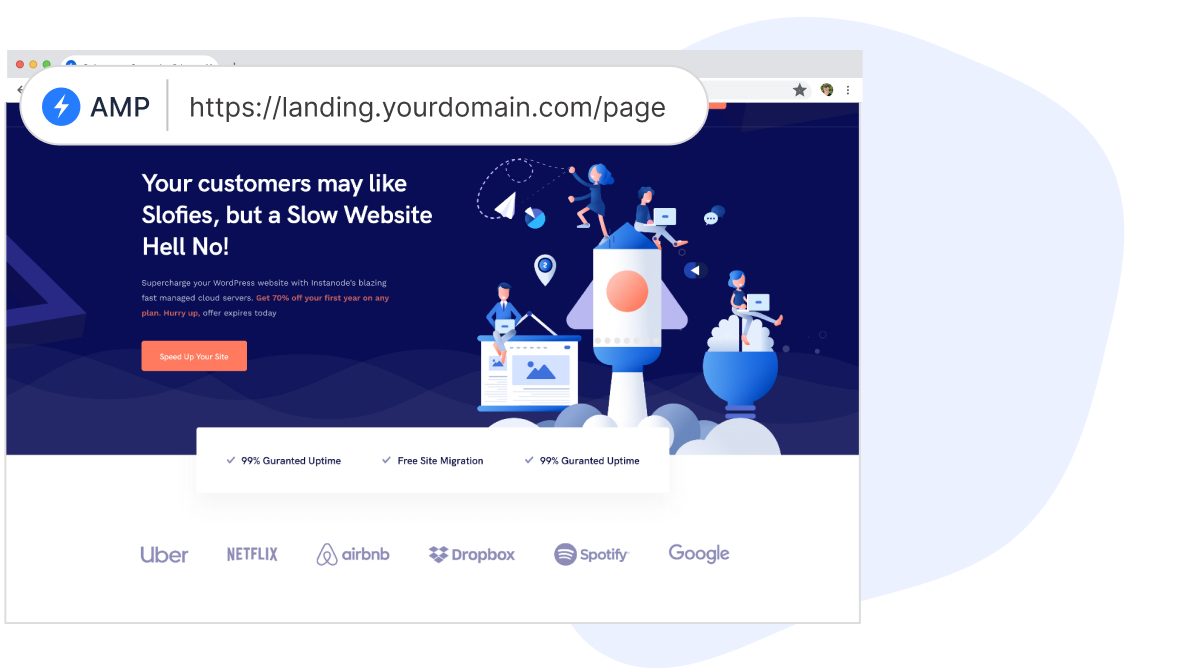 AMP https://landing.yourdomain.com/page
Your customers may like
Slofies, but a Slow Website
Hell No!
Supercharge your WordPress website with Instanode's blazing
fast managed cloud servers. Get 70% off your first year on any
plan. Hurry up, offer expires today
Speed Up Your Site
99% Guranted Uptime Free Site Migration 99% Guranted Uptime
Uber NETFLIX airbnb Dropbox Spotify Google